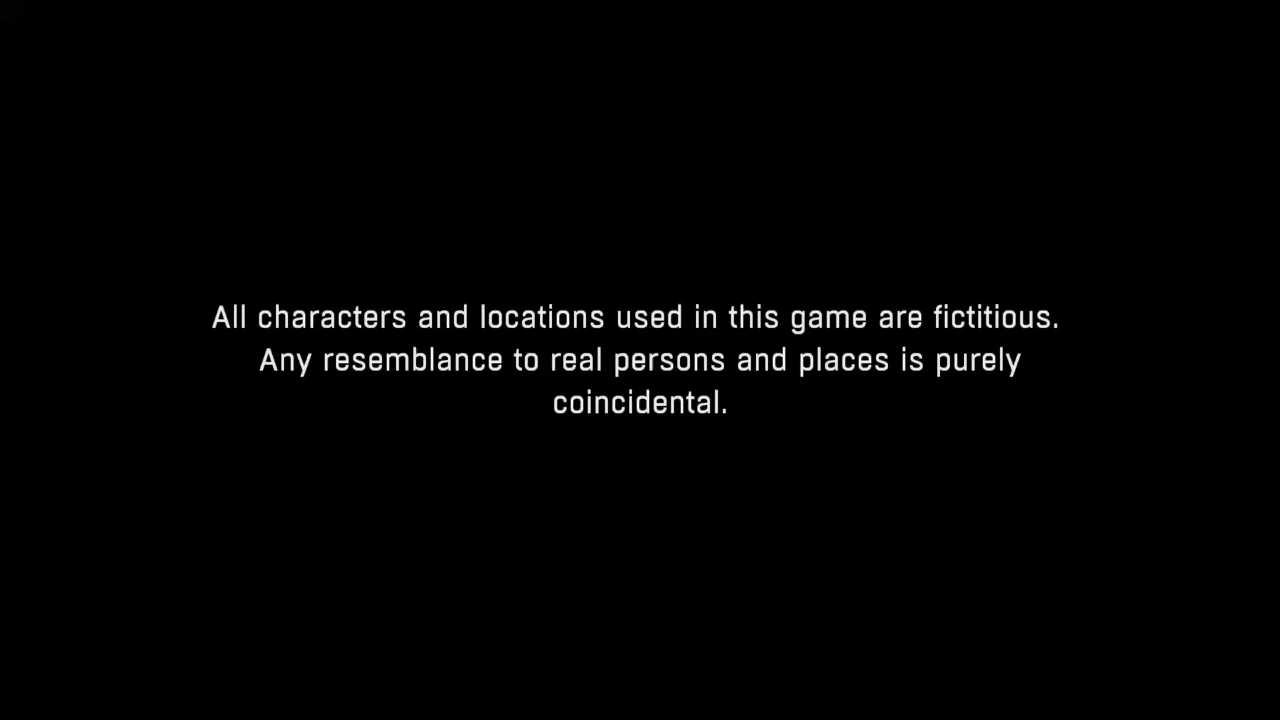 All characters and locations used in this game are fictitious.
Any resemblance to real persons and places is purely
coincidental.